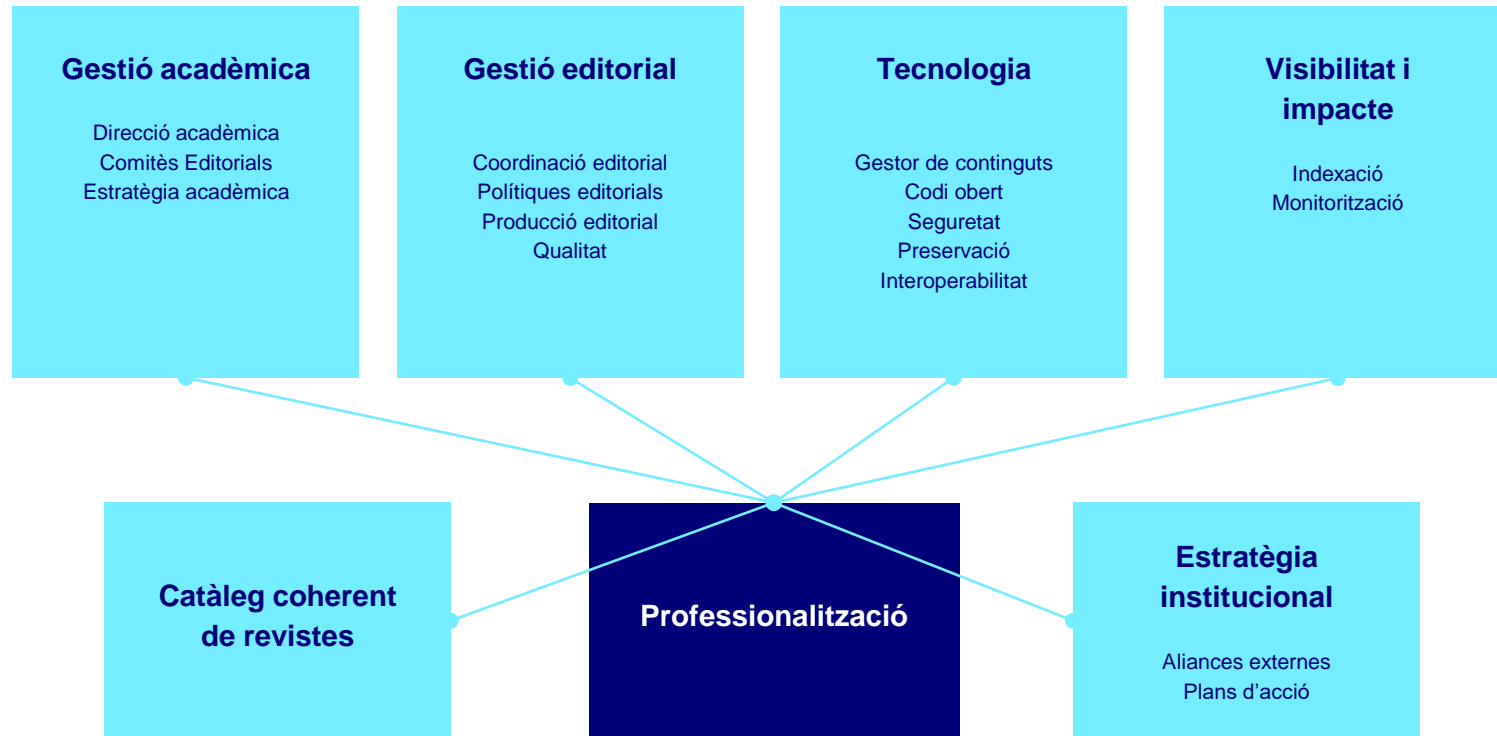 Gestió acadèmica
Direcció acadèmica
Comitès Editorials
Estratègia acadèmica
Gestió editorial
Coordinació editorial
Polítiques editorials
Producció editorial
Qualitat
Tecnologia
Gestor de continguts
Codi obert
Seguretat
Preservació
Interoperabilitat
Visibilitat i
impacte
Indexació
Monitorització
Catàleg coherent
de revistes
Professionalització
Estratègia
institucional
Aliances externes
Plans d’acció